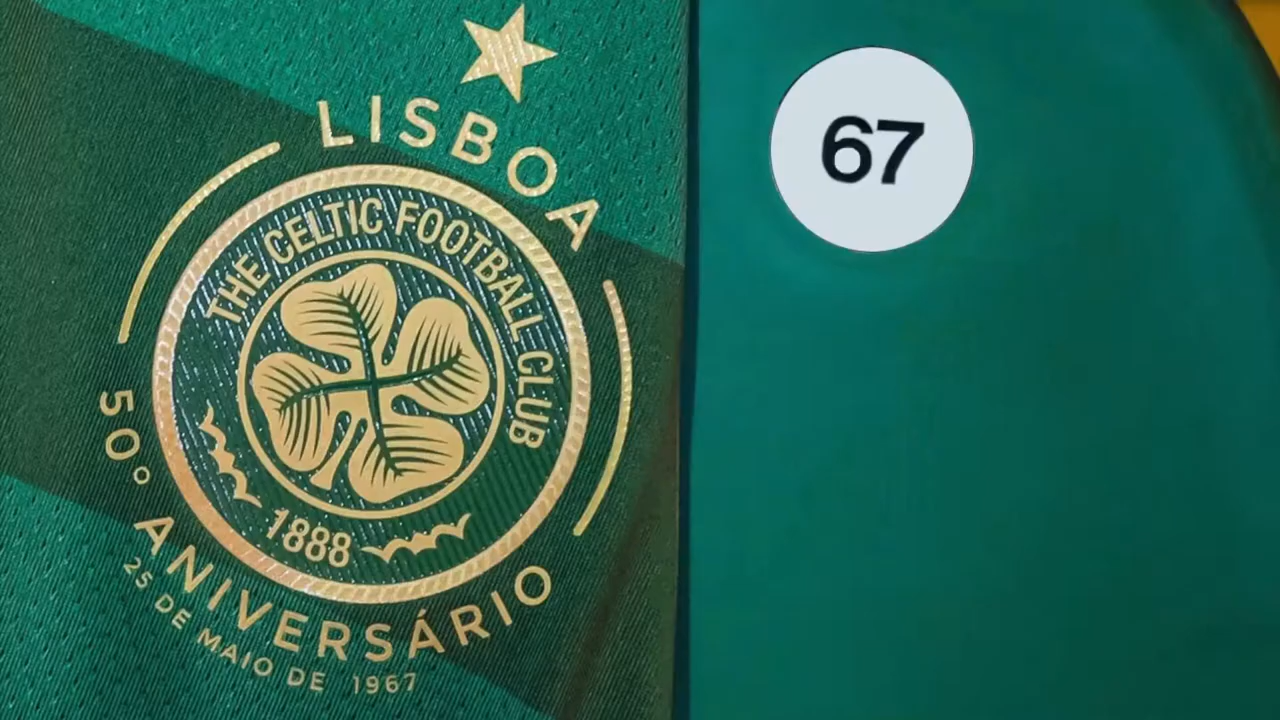 LISBOA
THE CELTIC FOOTBALL CLUB
1888
50º ANIVERSÁRIO
25 DE MAIO DE 1967
67